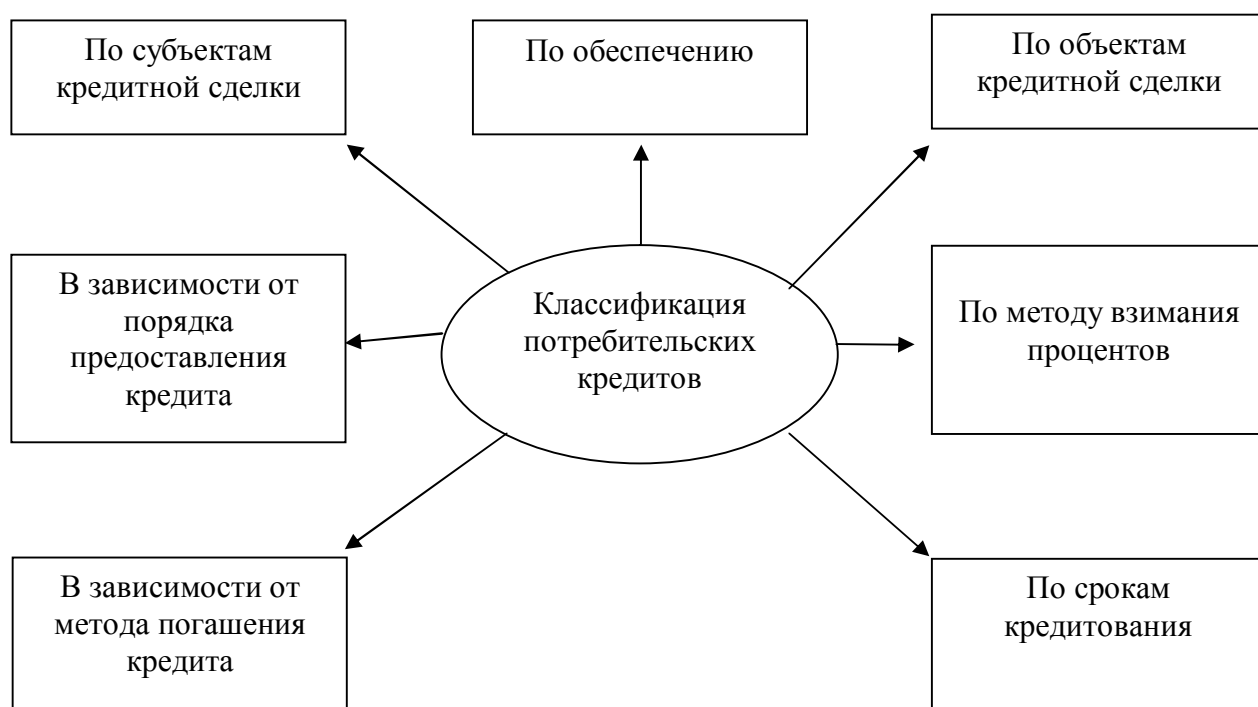 По субъектам
кредитной сделки
По обеспечению
По объектам
кредитной сделки
В зависимости от
порядка
предоставления
кредита
Классификация
потребительских
кредитов
По методу взимания
процентов
В зависимости от
метода погашения
кредита
По срокам
кредитования